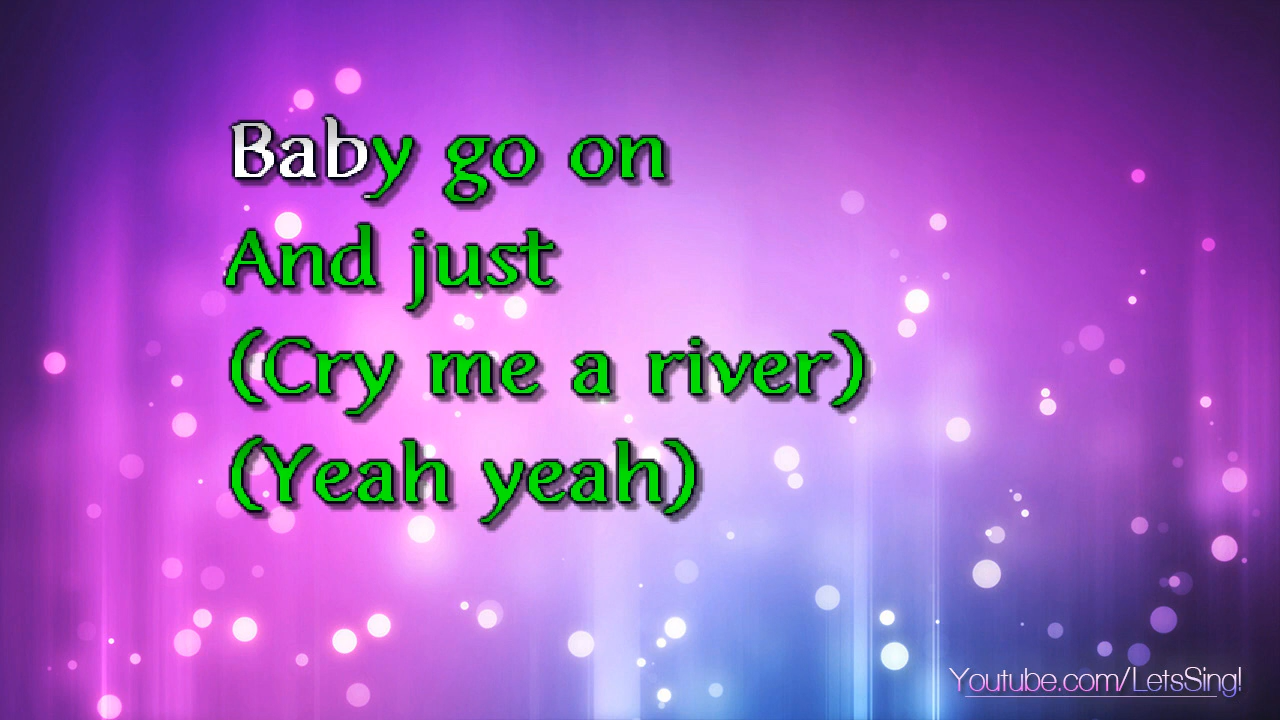 Baby go on
And just
(Cry me a river)
(Yeah yeah)
Youtube.com/LetsSing!